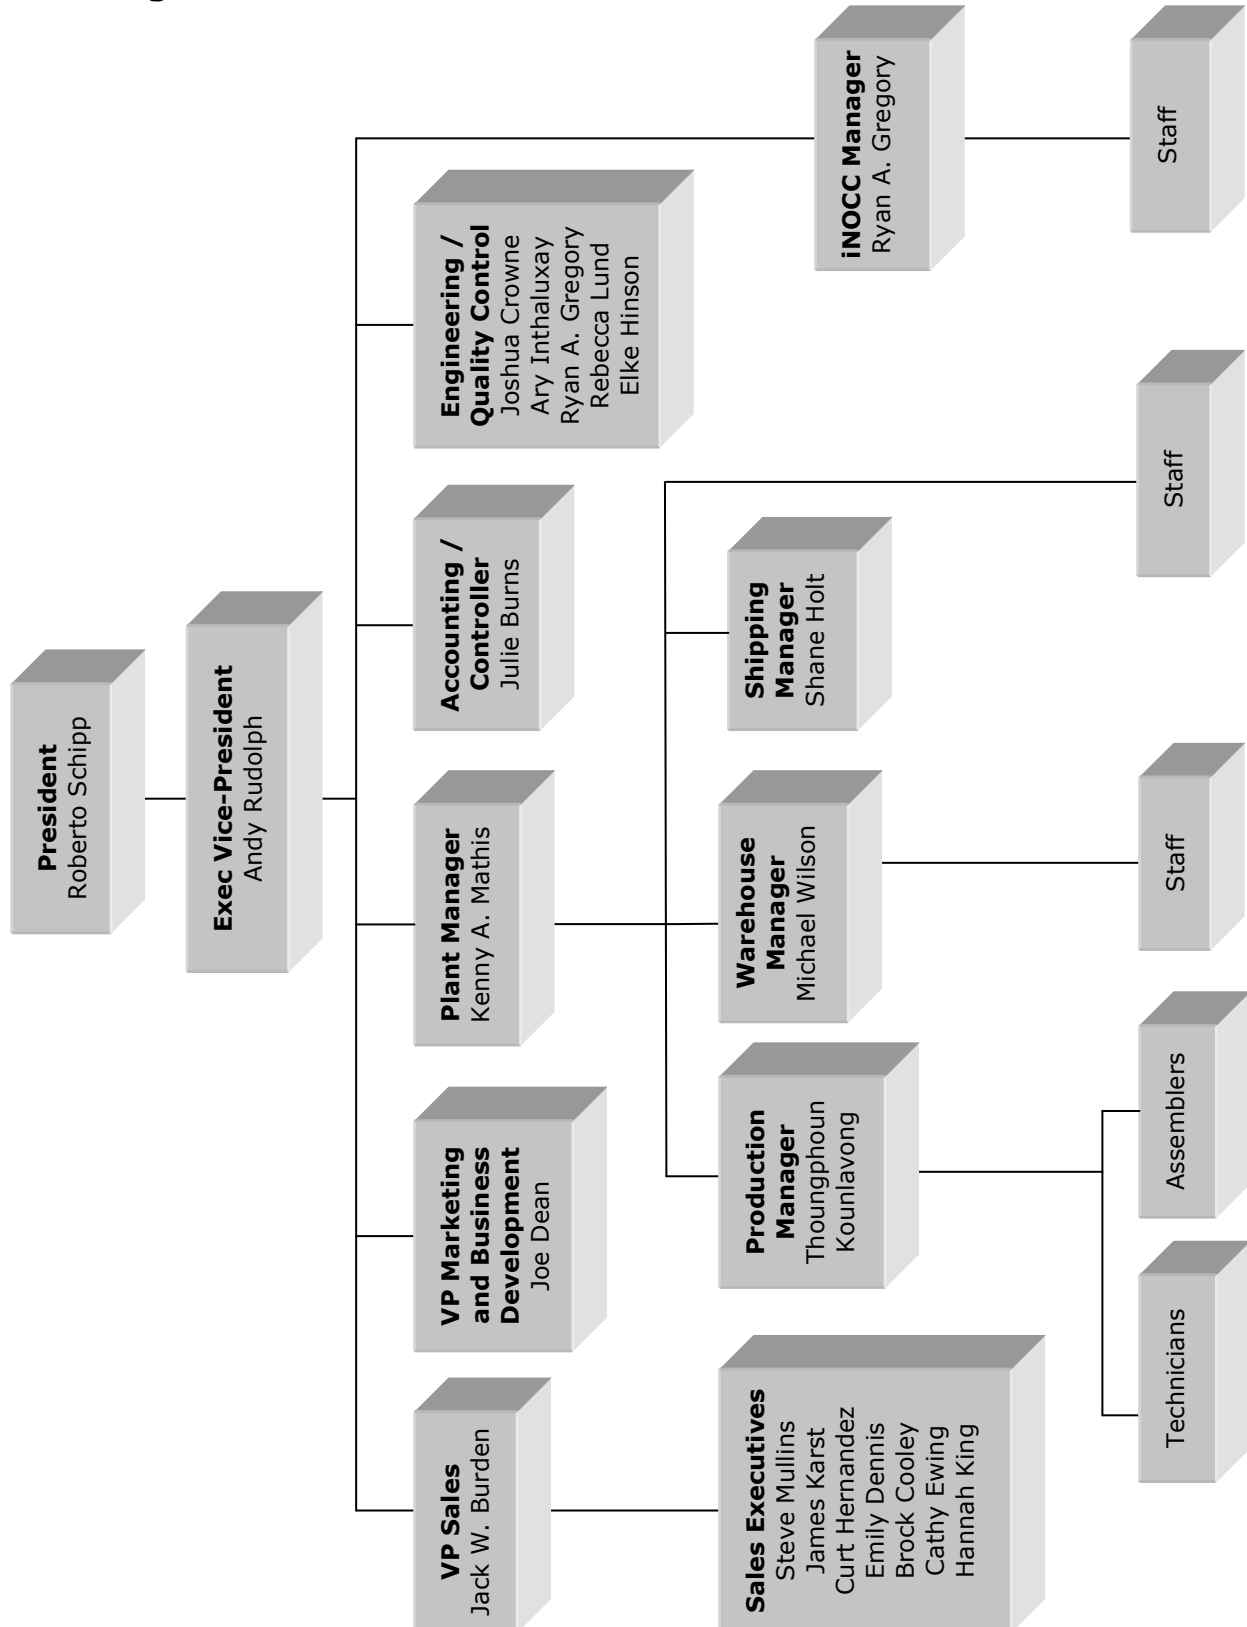 President
Roberto Schipp
Exec Vice-President
Andy Rudolph
VP Sales
Jack W. Burden
VP Marketing
and Business
Development
Joe Dean
Plant Manager
Kenny A. Mathis
Accounting /
Controller
Julie Burns
Engineering /
Quality Control
Joshua Crowne
Ary Inthaluxay
Ryan A. Gregory
Rebecca Lund
Elke Hinson
iNOCC Manager
Ryan A. Gregory
Sales Executives
Steve Mullins
James Karst
Curt Hernandez
Emily Dennis
Brock Cooley
Cathy Ewing
Hannah King
Production
Manager
Thoungphoun
Kounlavong
Warehouse
Manager
Michael Wilson
Shipping
Manager
Shane Holt
Technicians
Assemblers
Staff
Staff
Staff